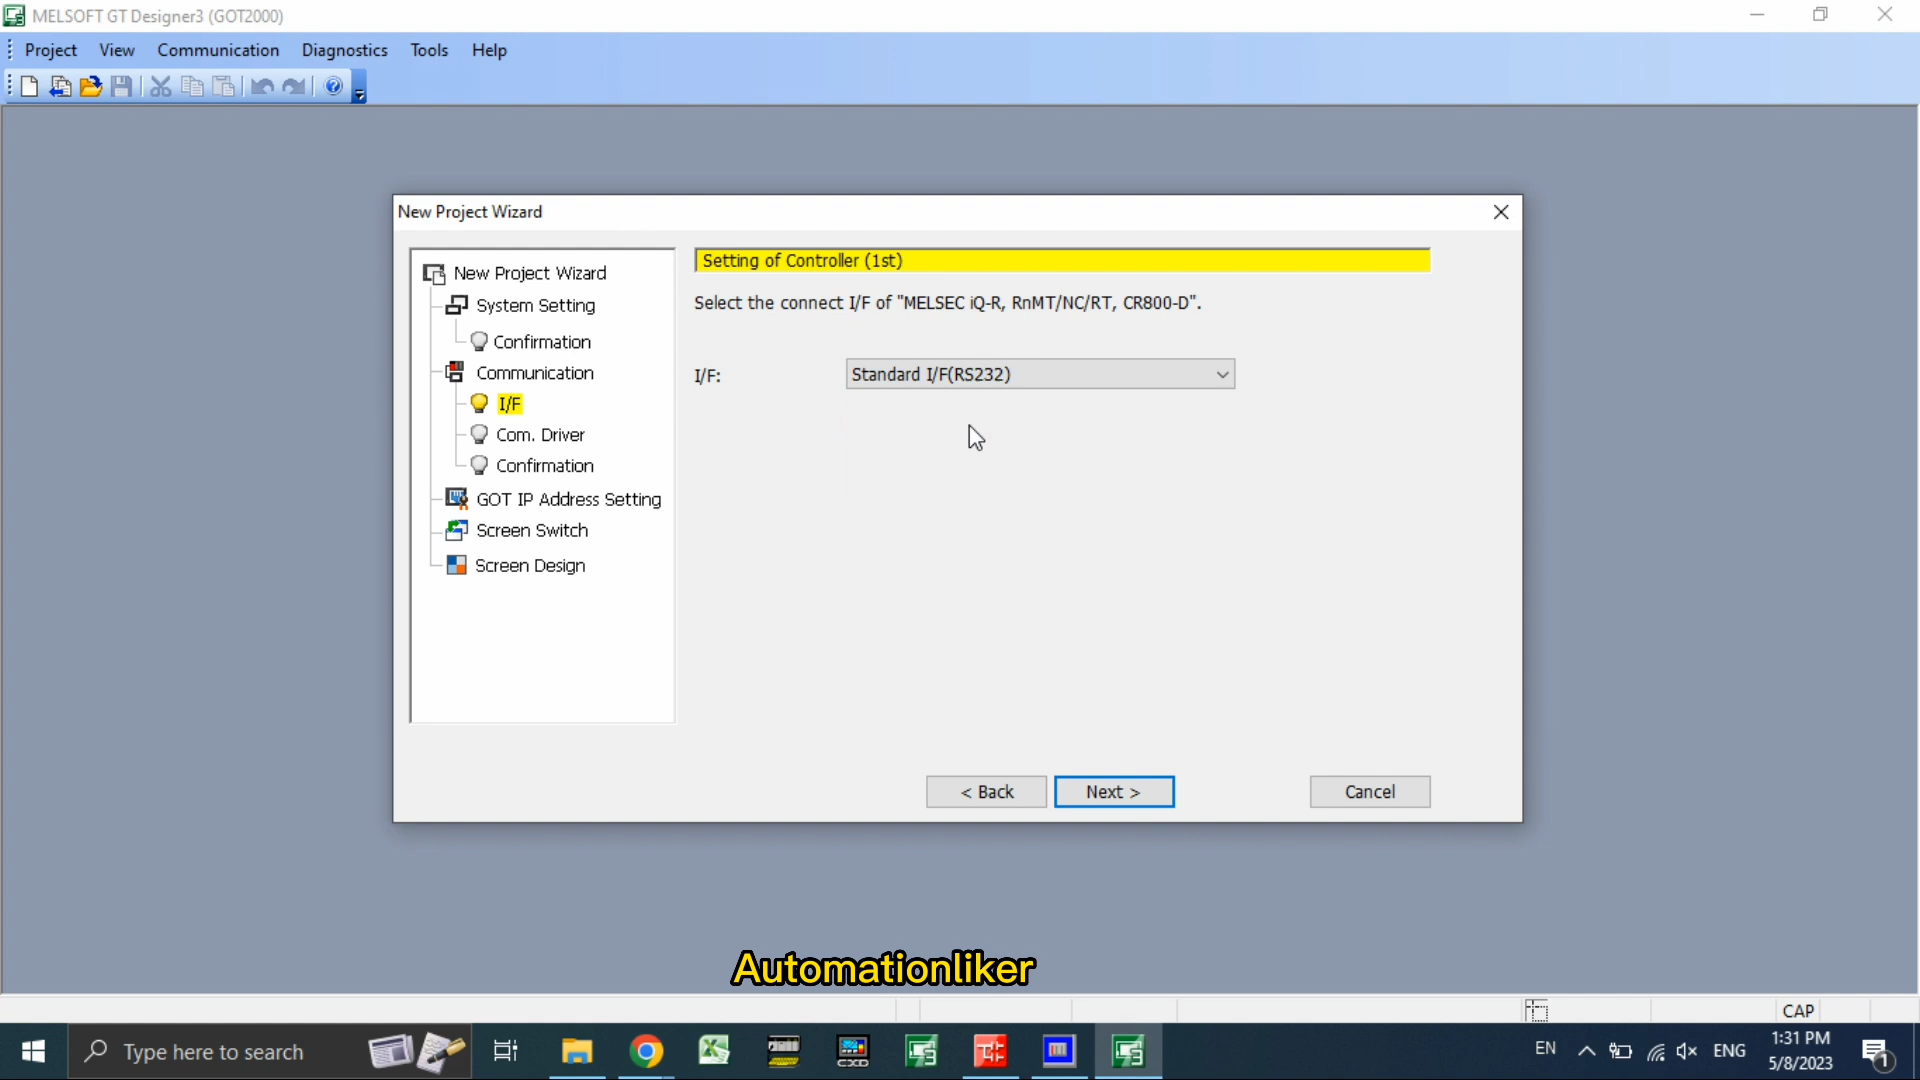 MELSOFT GT Designer3 (GOT2000)
Project View Communication Diagnostics Tools Help
New Project Wizard
New Project Wizard
System Setting
Confirmation
Communication
I/F
Com. Driver
Confirmation
GOT IP Address Setting
Screen Switch
Screen Design
Setting of Controller (1st)
Select the connect I/F of "MELSEC iQ-R, RnMT/NC/RT, CR800-D".
I/F: Standard I/F(RS232)
< Back Next > Cancel
Automationliker
CAP
Type here to search
CXD
EN ENG
1:31 PM
5/8/2023
1